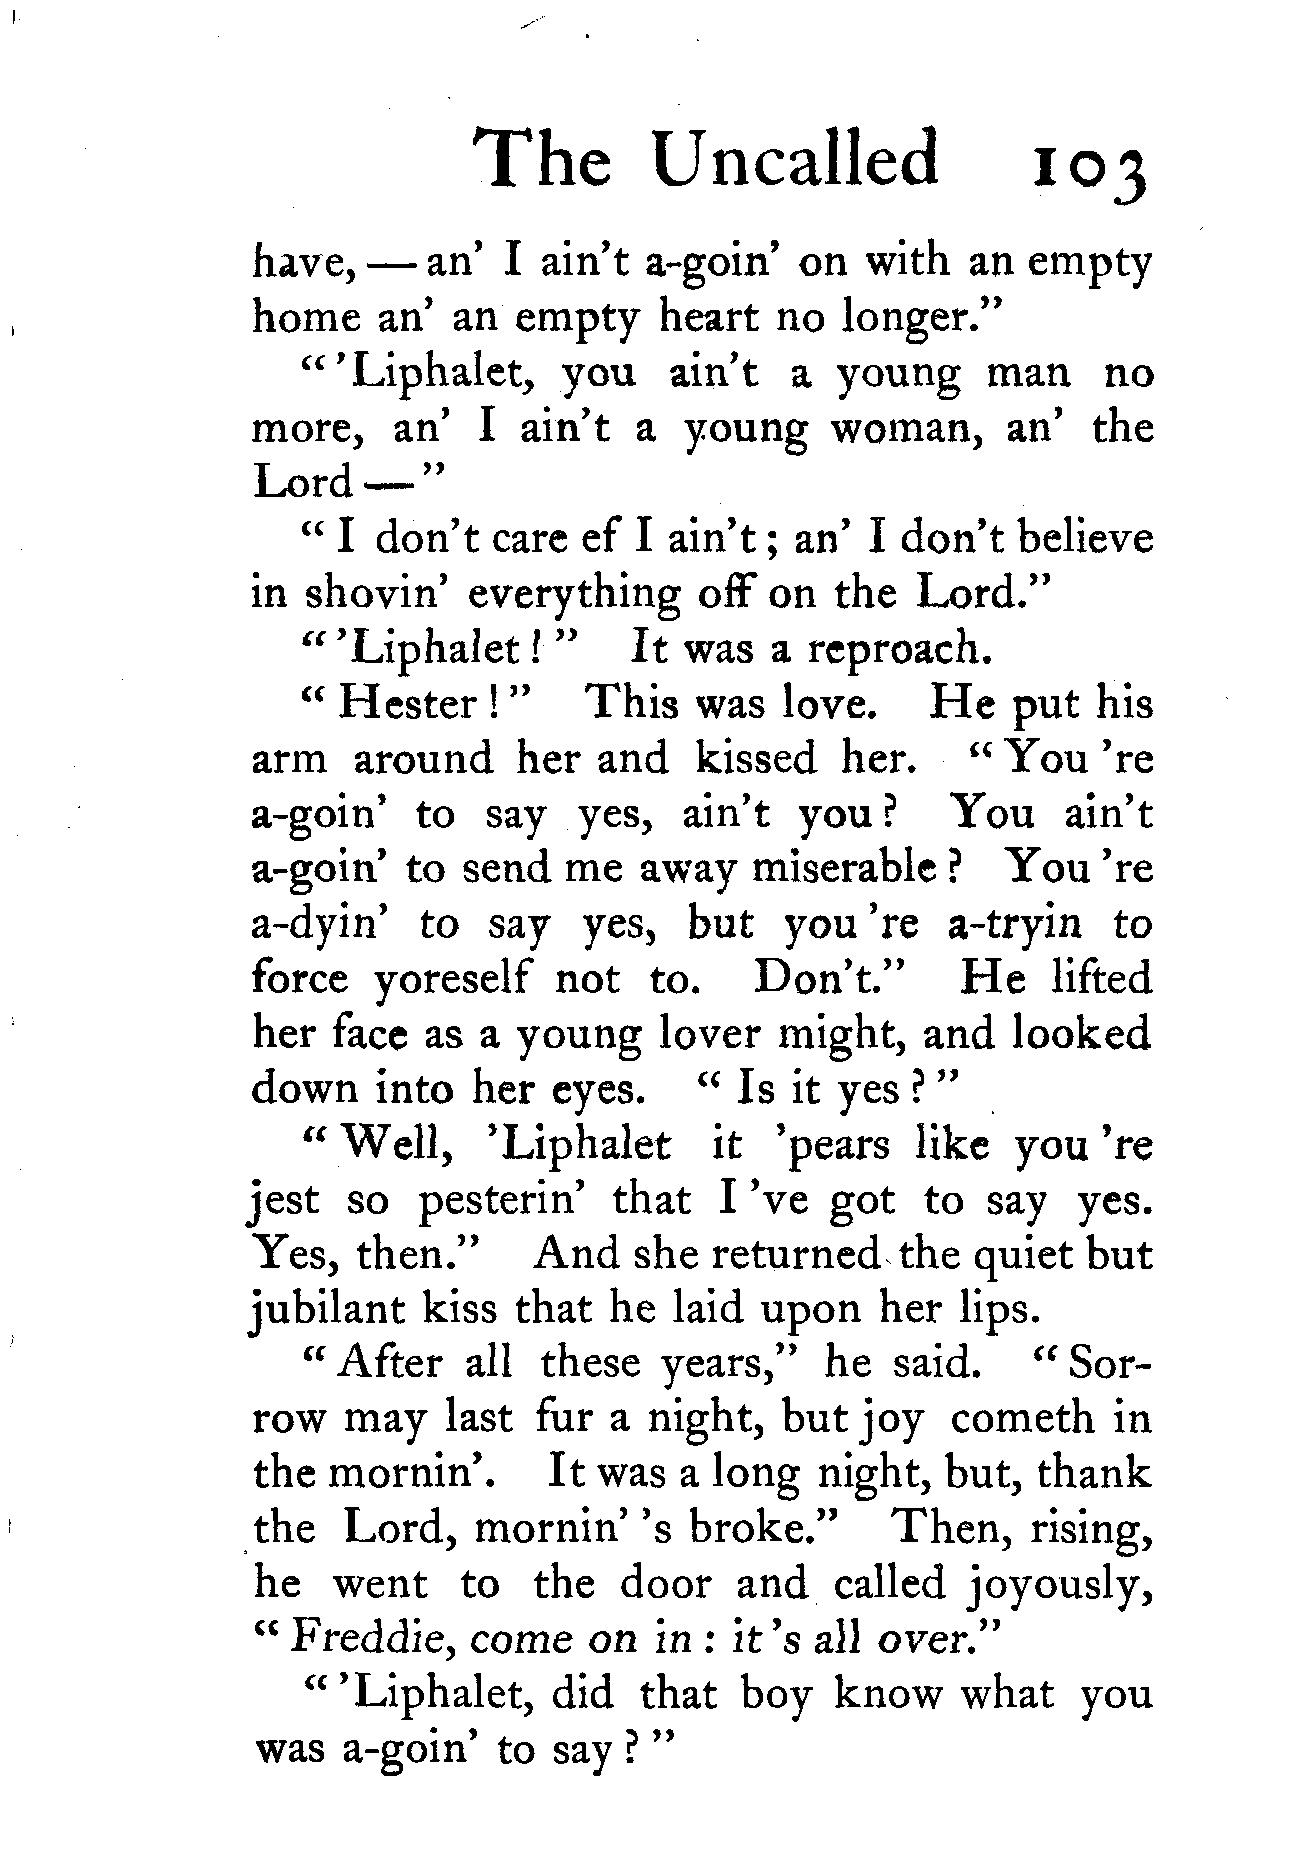 The Uncalled 103
have, — an' I ain't a-goin' on with an empty
home an' an empty heart no longer."
"'Liphalet, you ain't a young man no
more, an' I ain't a young woman, an' the
Lord — "
"I don't care ef I ain't; an' I don't believe
in shovin' everything off on the Lord."
"'Liphalet!" It was a reproach.
"Hester!" This was love. He put his
arm around her and kissed her. "You 're
a-goin' to say yes, ain't you? You ain't
a-goin' to send me away miserable? You 're
a-dyin' to say yes, but you 're a-tryin to
force yoreself not to. Don't." He lifted
her face as a young lover might, and looked
down into her eyes. "Is it yes?"
"Well, 'Liphalet it 'pears like you 're
jest so pesterin' that I 've got to say yes.
Yes, then." And she returned the quiet but
jubilant kiss that he laid upon her lips.
"After all these years," he said. "Sor-
row may last fur a night, but joy cometh in
the mornin'. It was a long night, but, thank
the Lord, mornin' 's broke." Then, rising,
he went to the door and called joyously,
"Freddie, come on in: it 's all over."
"'Liphalet, did that boy know what you
was a-goin' to say?"